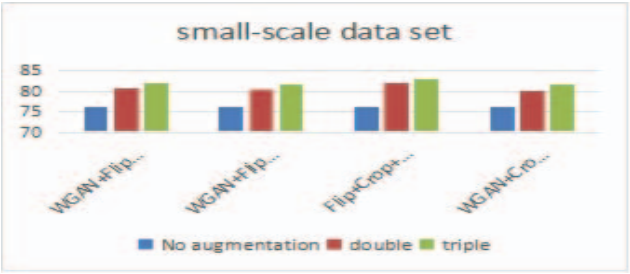 small-scale data set
85
80
75
70
WGAN+Flip...
WGAN+Flip...
Flip+Crop+...
WGAN+Cro...
No augmentation double triple